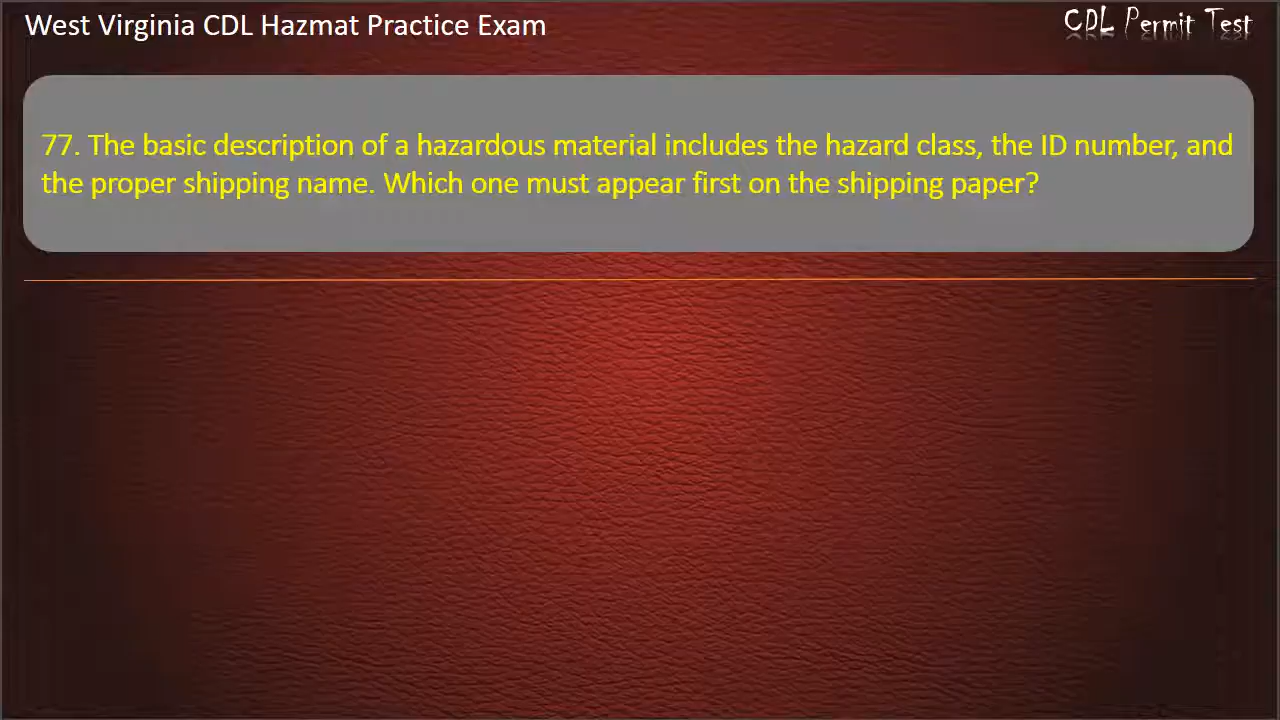 West Virginia CDL Hazmat Practice Exam
CDL Permit Test
77. The basic description of a hazardous material includes the hazard class, the ID number, and
the proper shipping name. Which one must appear first on the shipping paper?